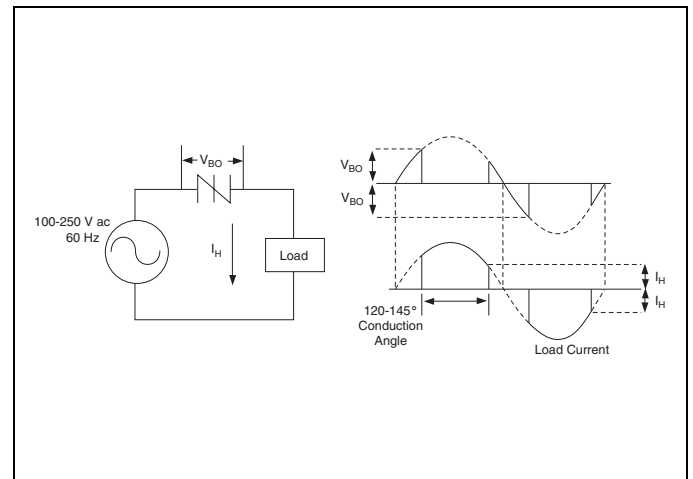 V_BO
100-250 V ac
60 Hz
I_H
Load
V_BO
V_BO
120-145°
Conduction
Angle
I_H
I_H
Load Current